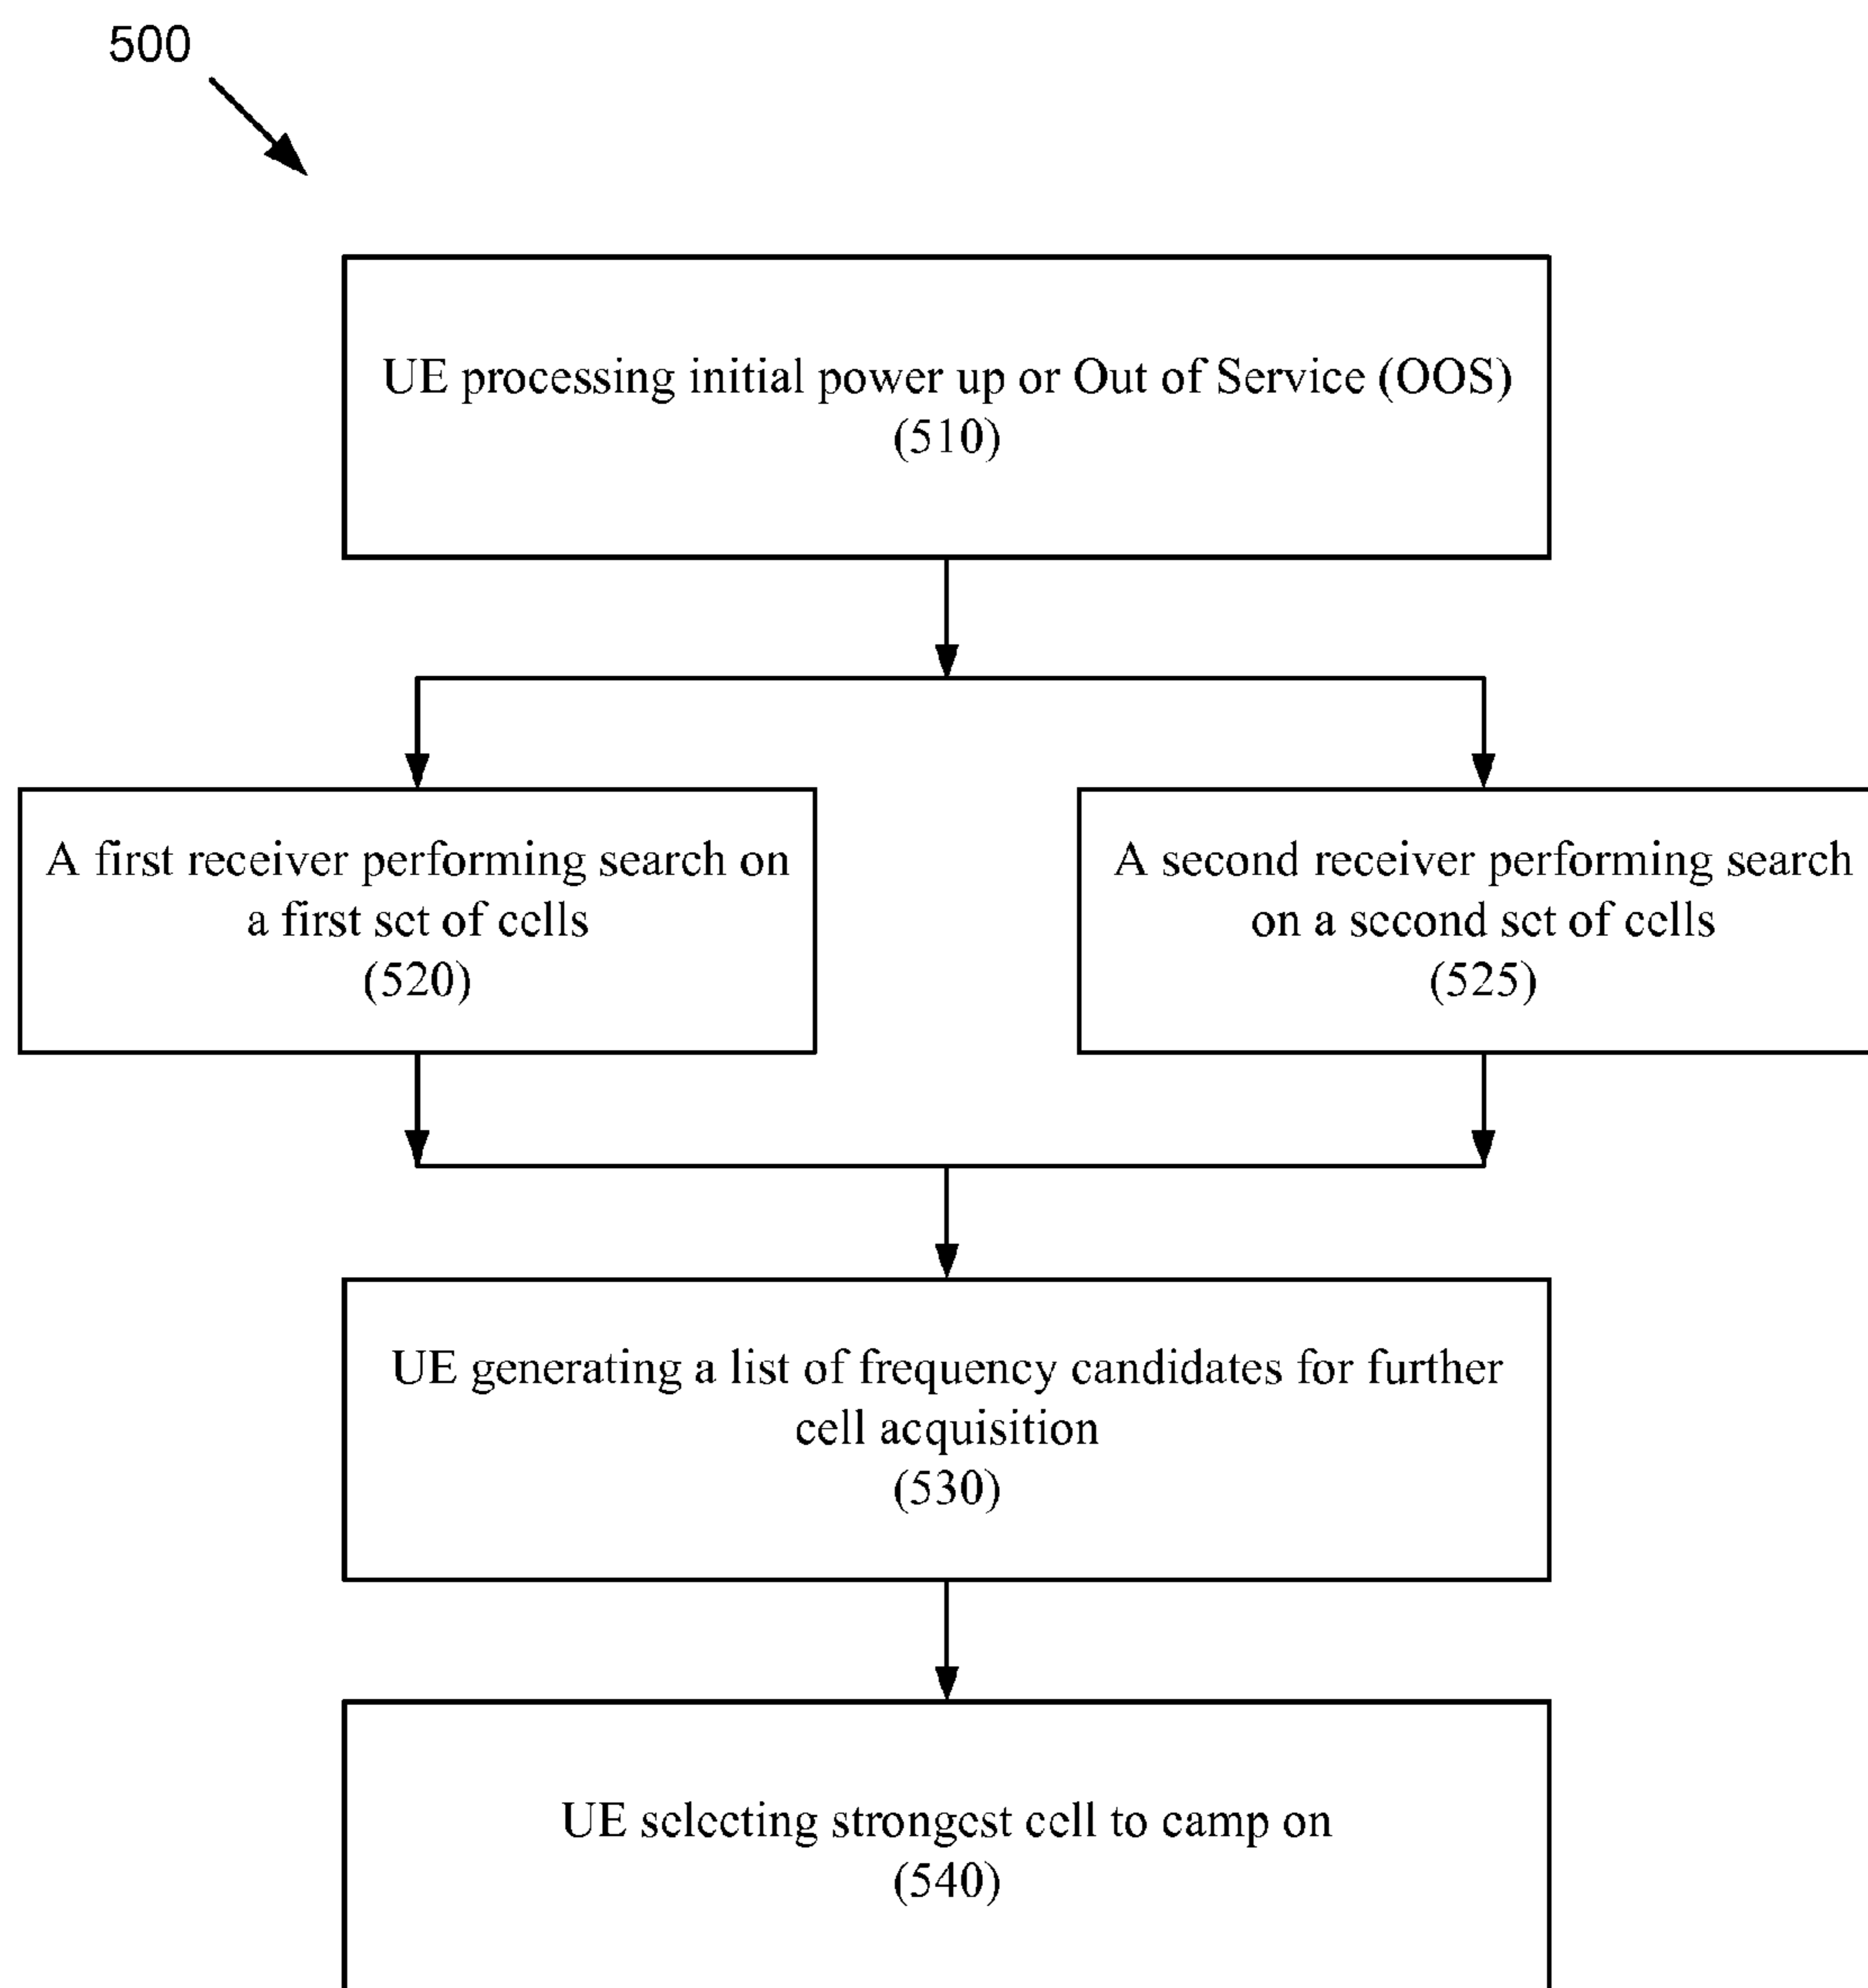 500
UE processing initial power up or Out of Service (OOS)
(510)
A first receiver performing search on
a first set of cells
(520)
A second receiver performing search
on a second set of cells
(525)
UE generating a list of frequency candidates for further
cell acquisition
(530)
UE selecting strongest cell to camp on
(540)